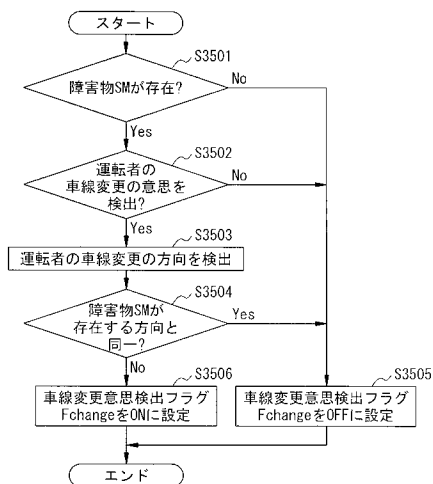 スタート
S3501
障害物SMが存在?
No
Yes
S3502
運転者の
車線変更の意思を
検出?
No
Yes
S3503
運転者の車線変更の方向を検出
S3504
障害物SMが
存在する方向と
同一?
Yes
No
S3506
車線変更意思検出フラグ
FchangeをONに設定
S3505
車線変更意思検出フラグ
FchangeをOFFに設定
エンド